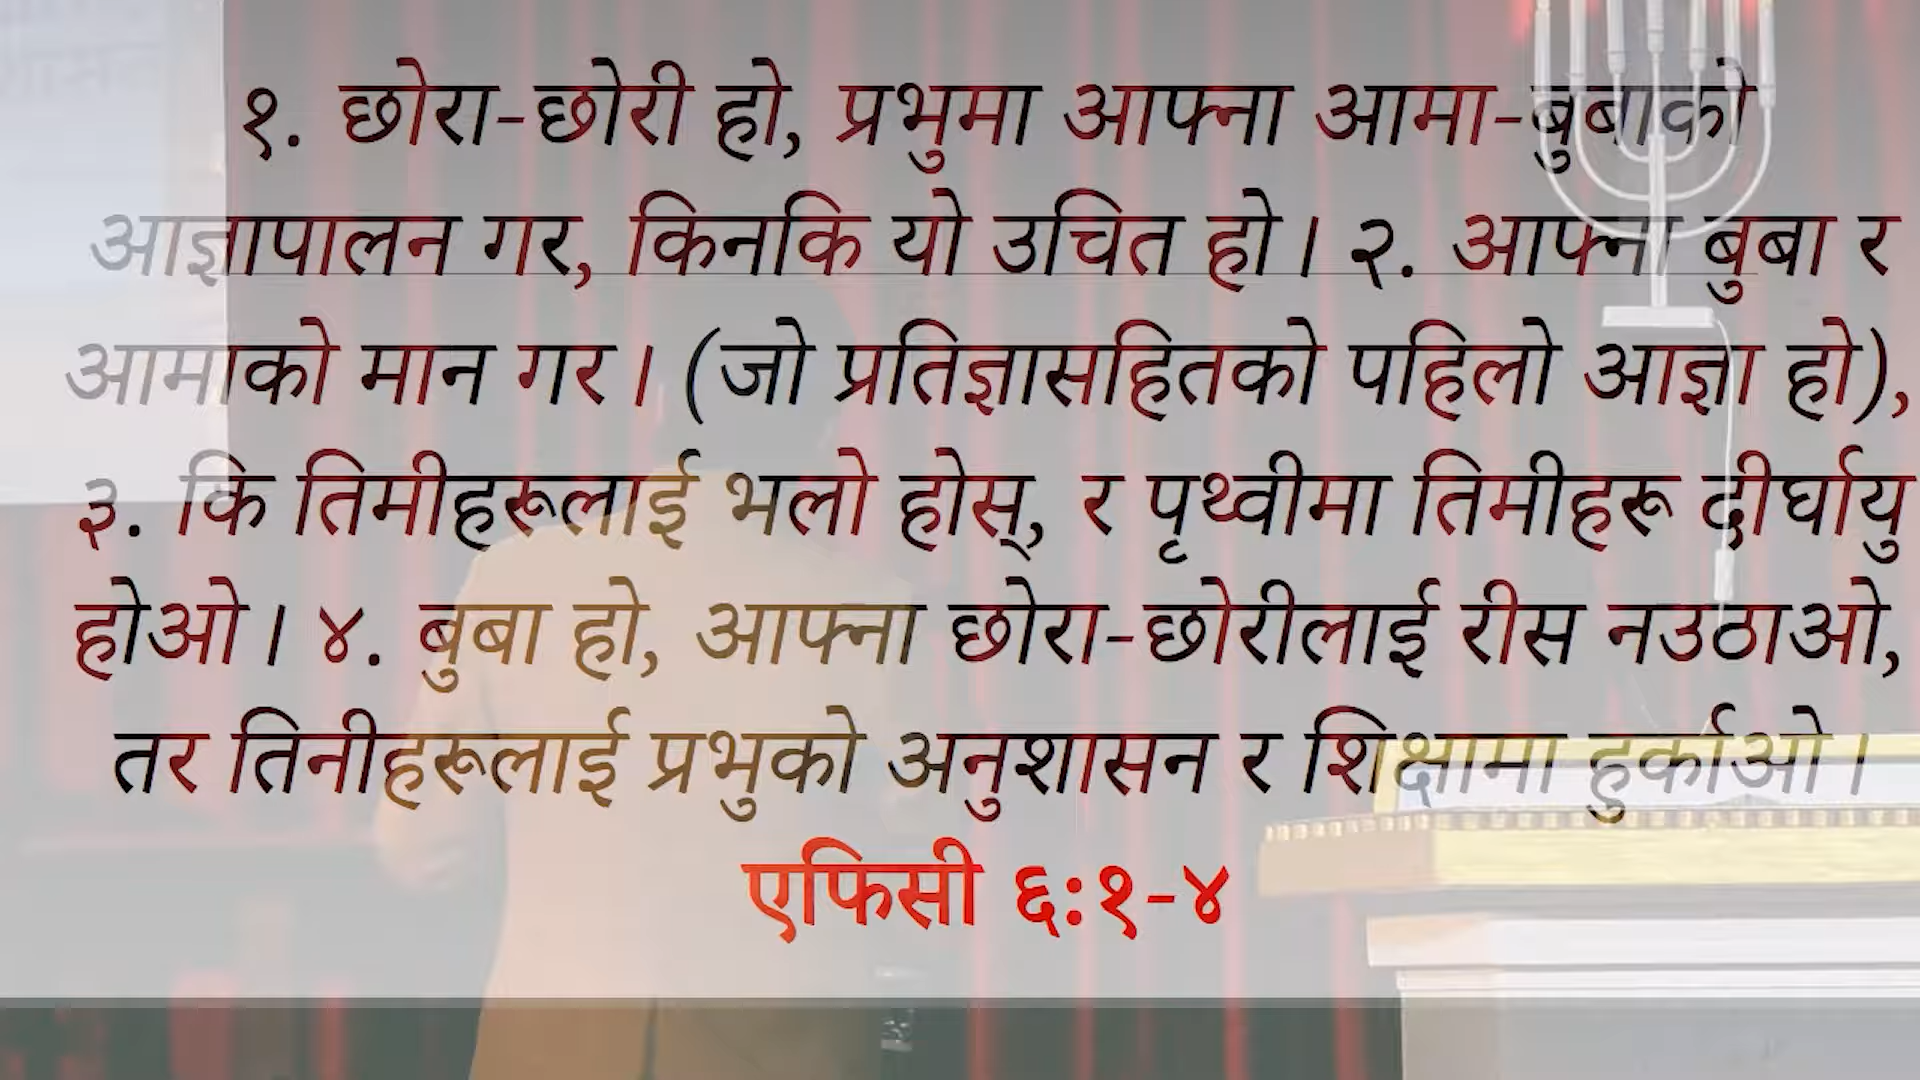 १. छोरा-छोरी हो, प्रभुमा आफ्ना आमा-बुबाको
आज्ञापालन गर, किनकि यो उचित हो। २. आफ्ना बुबा र
आमाको मान गर। (जो प्रतिज्ञासहितको पहिलो आज्ञा हो),
३. कि तिमीहरूलाई भलो होस्, र पृथ्वीमा तिमीहरू दीर्घायु
होओ। ४. बुबा हो, आफ्ना छोरा-छोरीलाई रीस नउठाओ,
तर तिनीहरूलाई प्रभुको अनुशासन र शिक्षामा हुर्काओ।
एफिसी ६:१-४